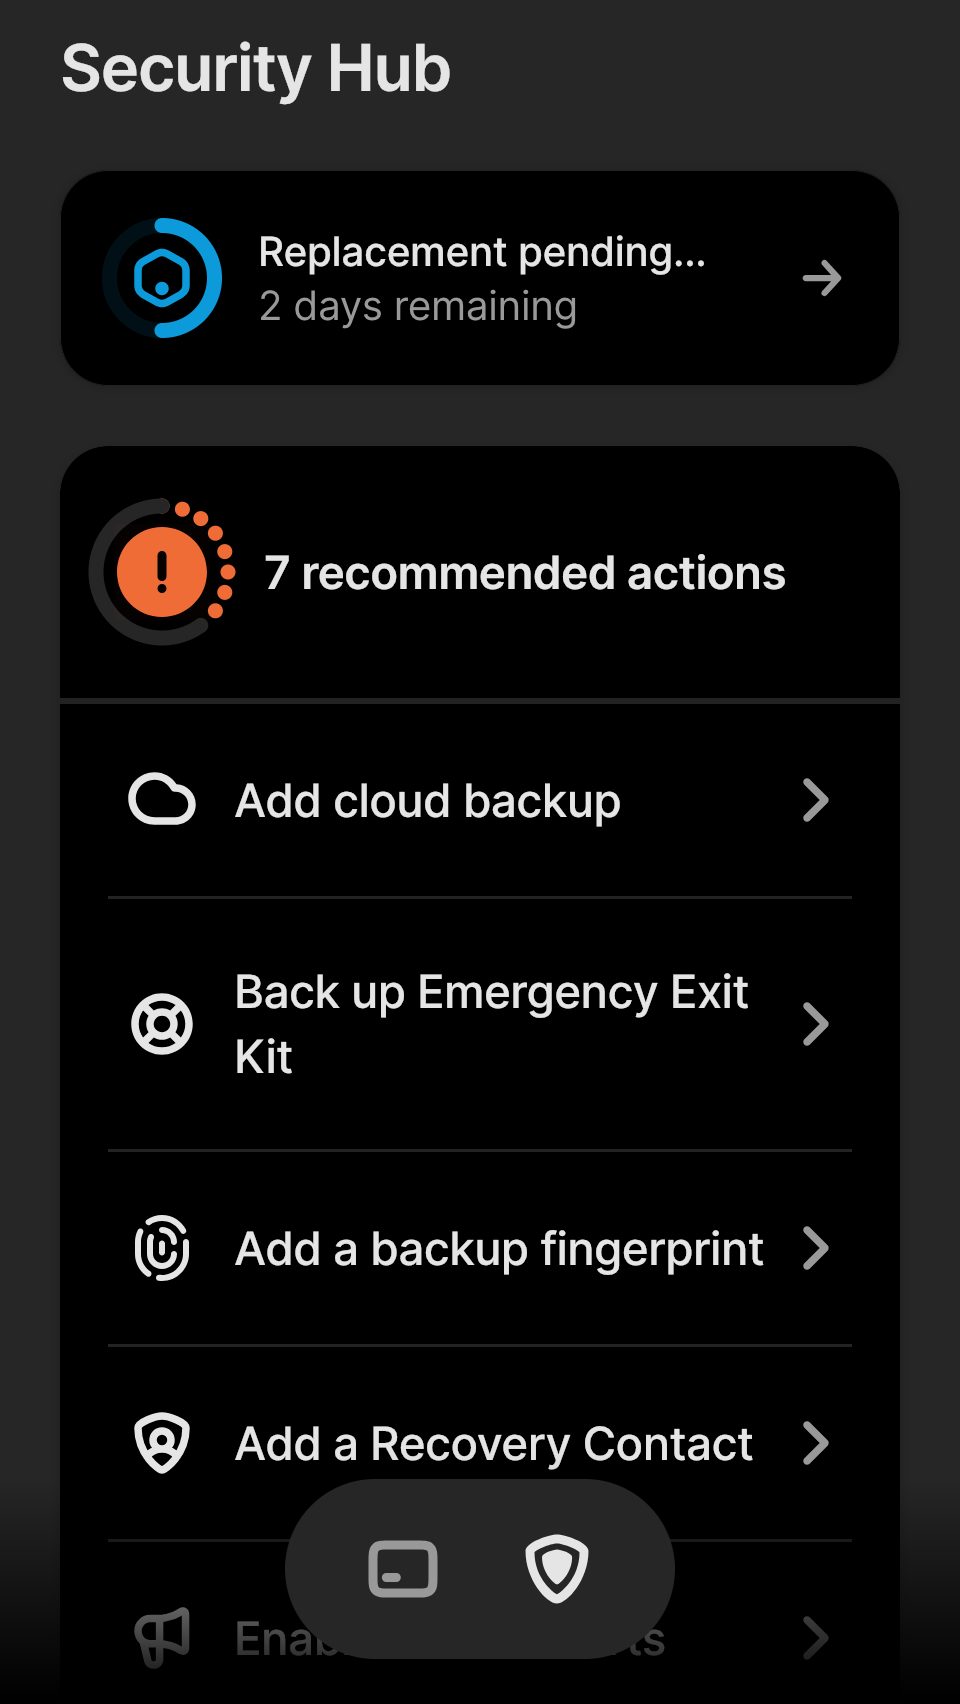 Security Hub
Replacement pending...
2 days remaining
7 recommended actions
Add cloud backup
Back up Emergency Exit
Kit
Add a backup fingerprint
Add a Recovery Contact